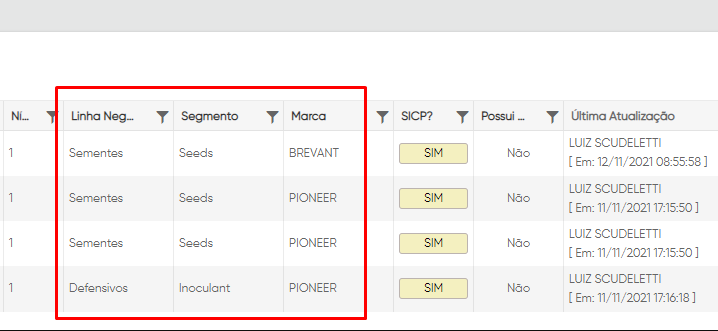 Ní... Linha Neg... Segmento Marca SICP? Possui ... Última Atualização
1 Sementes Seeds BREVANT SIM Não LUIZ SCUDELETTI
[ Em: 12/11/2021 08:55:58 ]
1 Sementes Seeds PIONEER SIM Não LUIZ SCUDELETTI
[ Em: 11/11/2021 17:15:50 ]
1 Sementes Seeds PIONEER SIM Não LUIZ SCUDELETTI
[ Em: 11/11/2021 17:15:50 ]
1 Defensivos Inoculant PIONEER SIM Não LUIZ SCUDELETTI
[ Em: 11/11/2021 17:16:18 ]